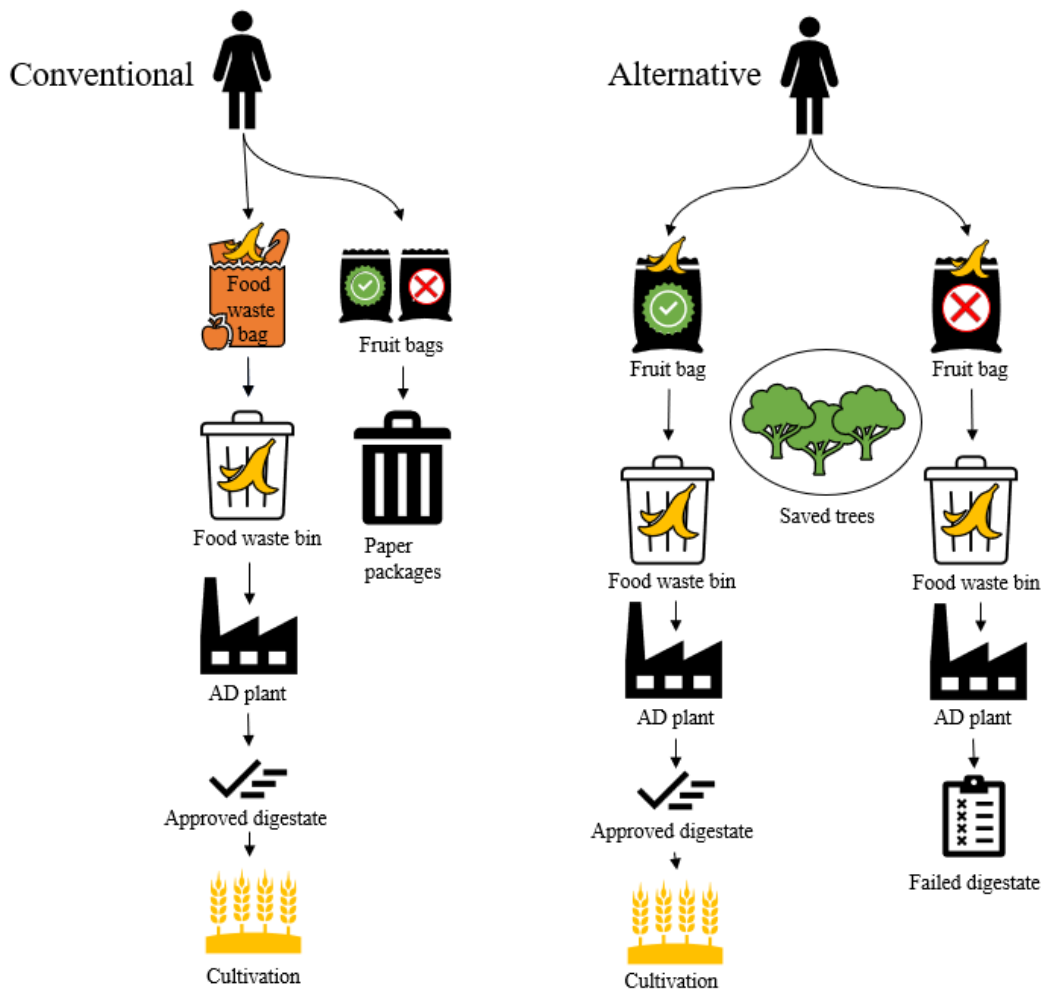 Conventional
Food
waste
bag
Fruit bags
Food waste bin
Paper
packages
AD plant
Approved digestate
Cultivation
Alternative
Fruit bag
Fruit bag
Saved trees
Food waste bin
Food waste bin
AD plant
AD plant
Approved digestate
Failed digestate
Cultivation